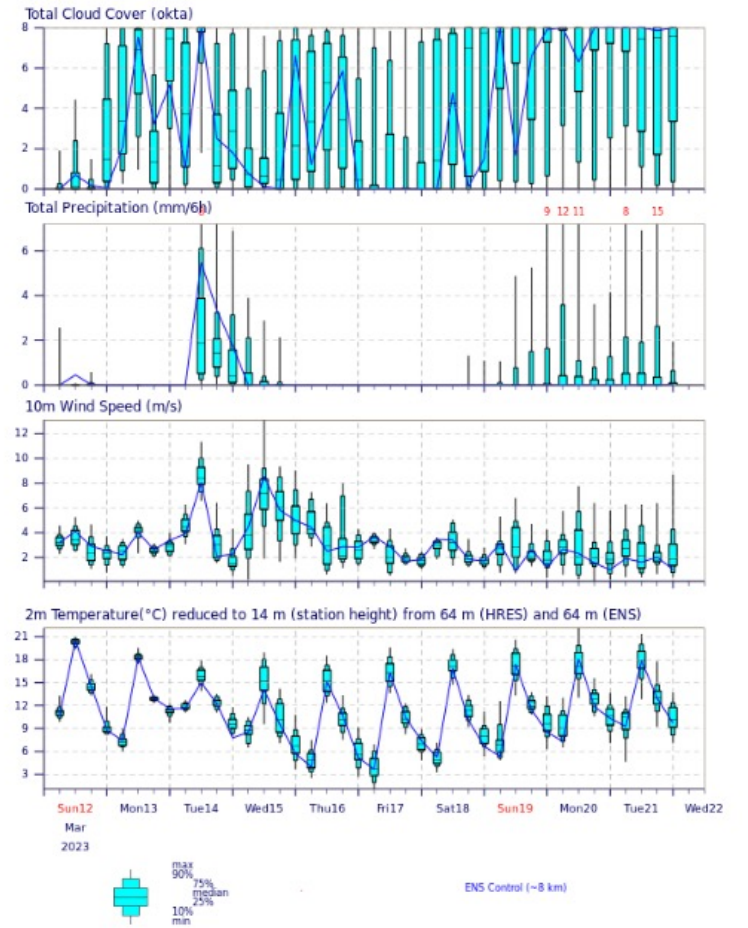 Total Cloud Cover (okta)
8
6
4
2
0
Total Precipitation (mm/6h)
9 12 11 8 15
6
4
2
0
10m Wind Speed (m/s)
12
10
8
6
4
2
2m Temperature(°C) reduced to 14 m (station height) from 64 m (HRES) and 64 m (ENS)
21
18
15
12
9
6
3
Sun12 Mon13 Tue14 Wed15 Thu16 Fri17 Sat18 Sun19 Mon20 Tue21 Wed22
Mar
2023
max
90%
75%
median
25%
10%
min
ENS Control (~8 km)